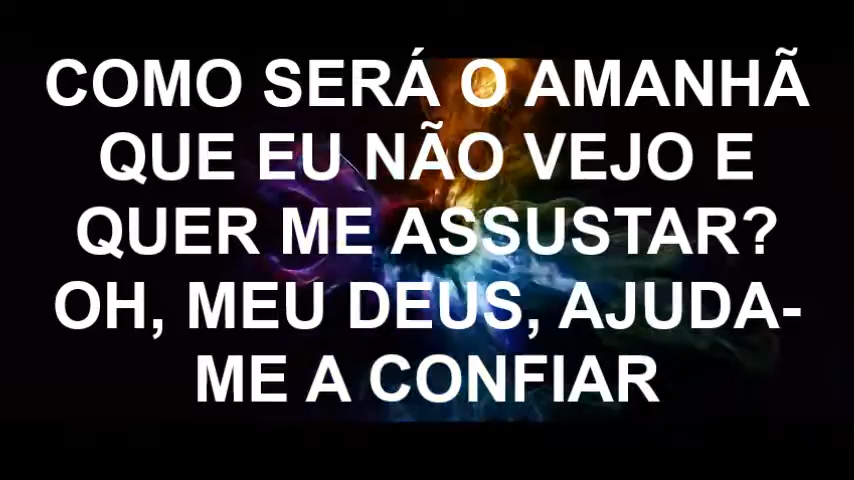 COMO SERÁ O AMANHÃ
QUE EU NÃO VEJO E
QUER ME ASSUSTAR?
OH, MEU DEUS, AJUDA-
ME A CONFIAR